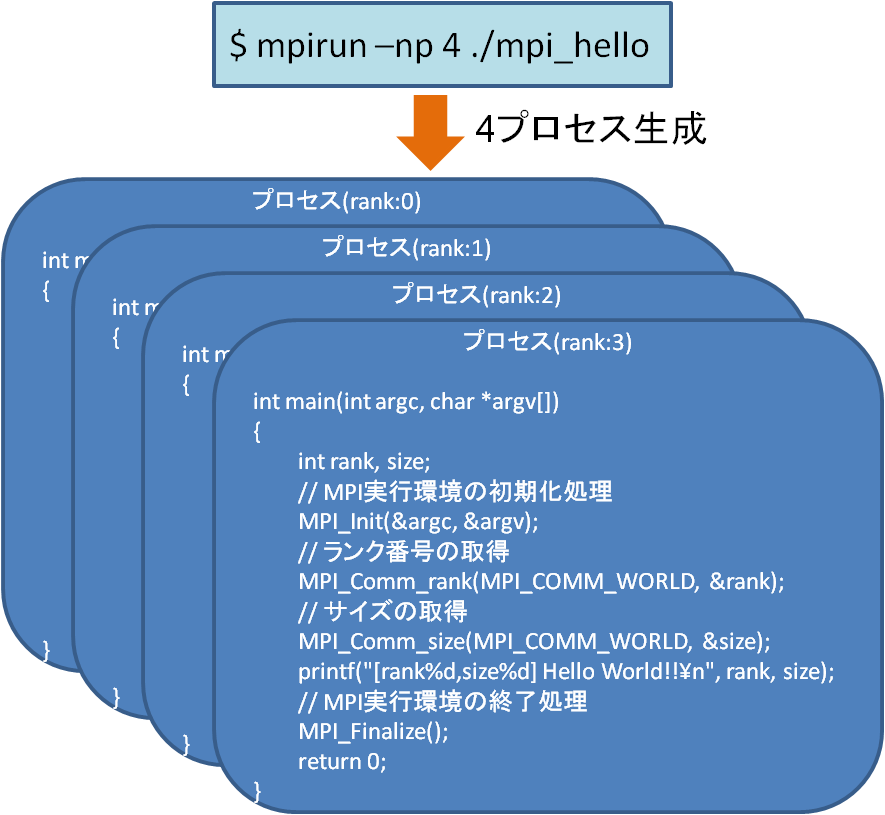 $ mpirun –np 4 ./mpi_hello
4プロセス生成
プロセス(rank:0)
int m
{
}
プロセス(rank:1)
int m
{
}
プロセス(rank:2)
int m
{
}
プロセス(rank:3)
int main(int argc, char *argv[])
{
int rank, size;
// MPI実行環境の初期化処理
MPI_Init(&argc, &argv);
// ランク番号の取得
MPI_Comm_rank(MPI_COMM_WORLD, &rank);
// サイズの取得
MPI_Comm_size(MPI_COMM_WORLD, &size);
printf("[rank%d,size%d] Hello World!!¥n", rank, size);
// MPI実行環境の終了処理
MPI_Finalize();
return 0;
}